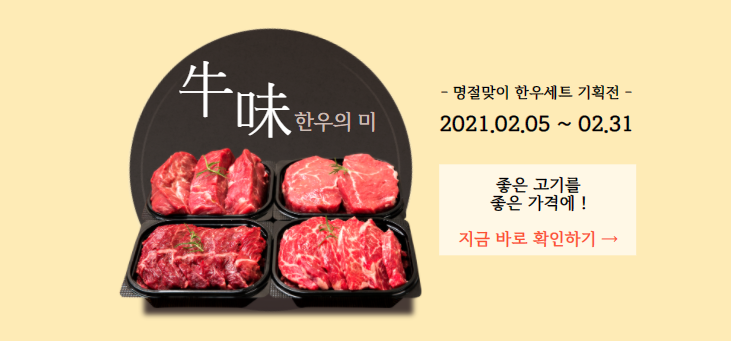 牛味 한우의 미
- 명절맞이 한우세트 기획전 -
2021.02.05 ~ 02.31
좋은 고기를
좋은 가격에 !
지금 바로 확인하기 →